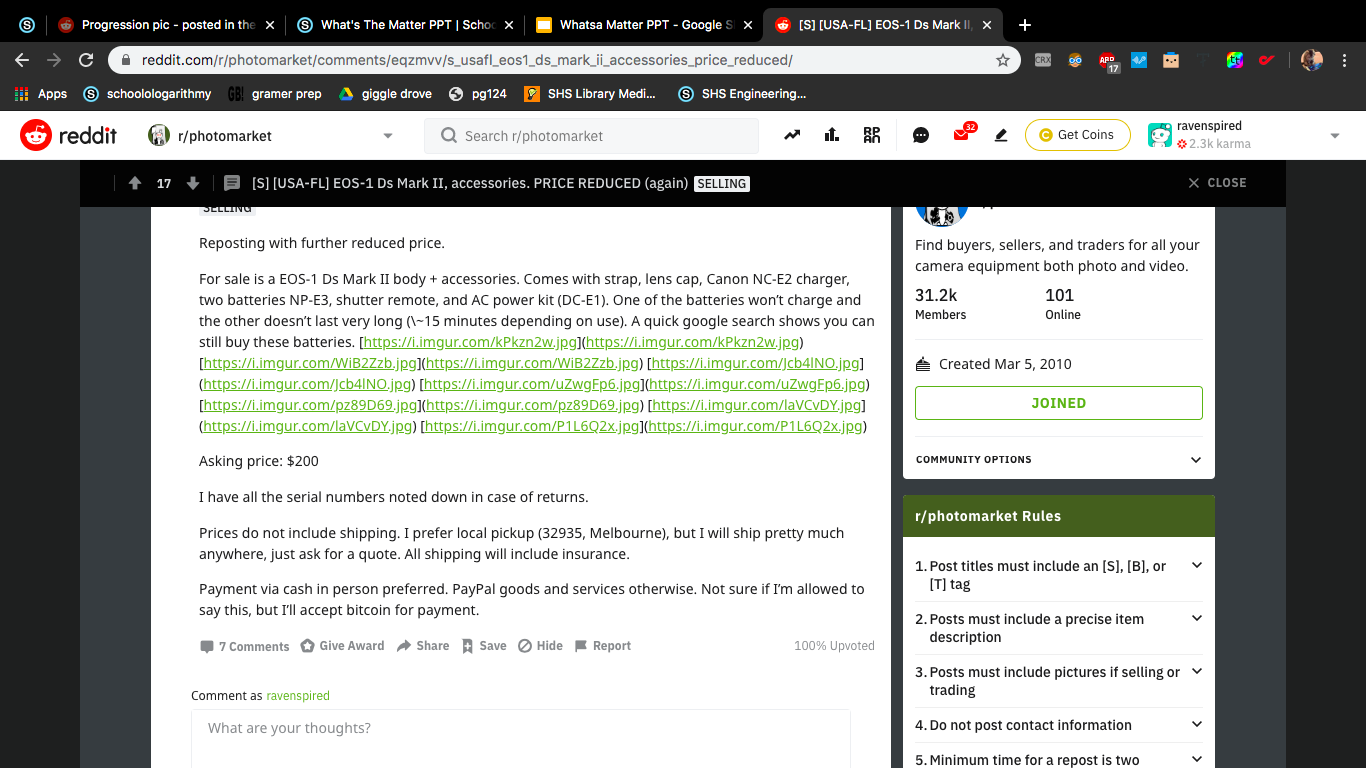 Progression pic - posted in the
What's The Matter PPT | Schoo
Whatsa Matter PPT - Google S
[S] [USA-FL] EOS-1 Ds Mark II,
reddit.com/r/photomarket/comments/eqzmvv/s_usafl_eos1_ds_mark_ii_accessories_price_reduced/
CRX
ABP
17
Apps
schoolologarithmy
GB!
gramer prep
giggle drove
pg124
SHS Library Medi...
SHS Engineering...
reddit
r/photomarket
Search r/photomarket
32
Get Coins
ravenspired
2.3k karma
17
[S] [USA-FL] EOS-1 Ds Mark II, accessories. PRICE REDUCED (again) SELLING
CLOSE
SELLING
Reposting with further reduced price.
For sale is a EOS-1 Ds Mark II body + accessories. Comes with strap, lens cap, Canon NC-E2 charger,
two batteries NP-E3, shutter remote, and AC power kit (DC-E1). One of the batteries won't charge and
the other doesn't last very long (\~15 minutes depending on use). A quick google search shows you can
still buy these batteries. [https://i.imgur.com/kPkzn2w.jpg](https://i.imgur.com/kPkzn2w.jpg)
[https://i.imgur.com/WiB2Zzb.jpg](https://i.imgur.com/WiB2Zzb.jpg) [https://i.imgur.com/Jcb4lNO.jpg]
(https://i.imgur.com/Jcb4lNO.jpg) [https://i.imgur.com/uZwgFp6.jpg](https://i.imgur.com/uZwgFp6.jpg)
[https://i.imgur.com/pz89D69.jpg](https://i.imgur.com/pz89D69.jpg) [https://i.imgur.com/laVCvDY.jpg]
(https://i.imgur.com/laVCvDY.jpg) [https://i.imgur.com/P1L6Q2x.jpg](https://i.imgur.com/P1L6Q2x.jpg)
Asking price: $200
I have all the serial numbers noted down in case of returns.
Prices do not include shipping. I prefer local pickup (32935, Melbourne), but I will ship pretty much
anywhere, just ask for a quote. All shipping will include insurance.
Payment via cash in person preferred. PayPal goods and services otherwise. Not sure if I'm allowed to
say this, but I'll accept bitcoin for payment.
7 Comments
Give Award
Share
Save
Hide
Report
100% Upvoted
Comment as ravenspired
What are your thoughts?
Find buyers, sellers, and traders for all your
camera equipment both photo and video.
31.2k
101
Members
Online
Created Mar 5, 2010
JOINED
COMMUNITY OPTIONS
r/photomarket Rules
1. Post titles must include an [S], [B], or
[T] tag
2. Posts must include a precise item
description
3. Posts must include pictures if selling or
trading
4. Do not post contact information
5. Minimum time for a repost is two